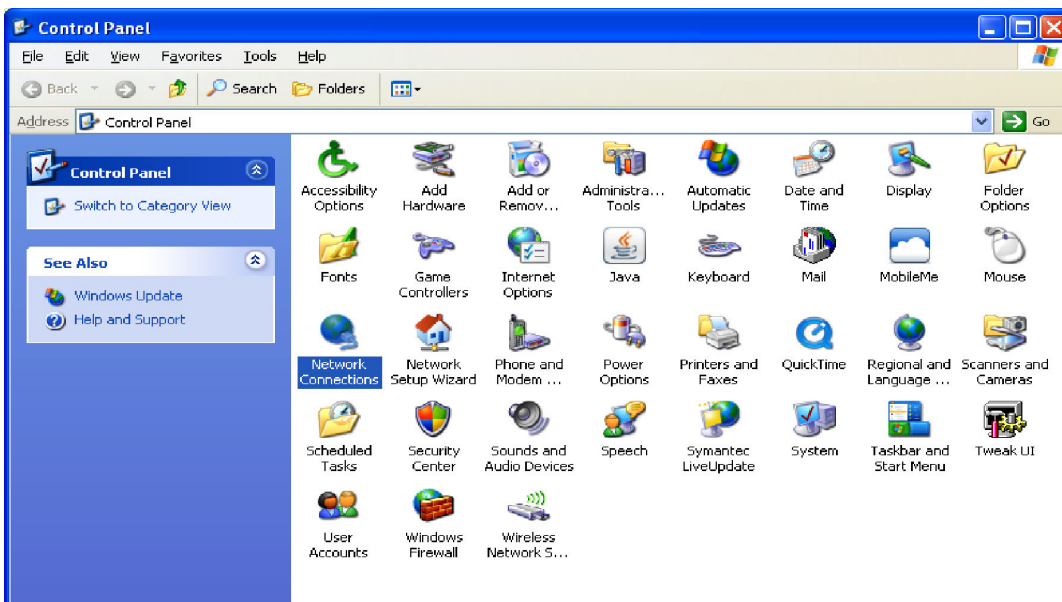 Control Panel
File Edit View Favorites Tools Help
Back Search Folders
Address Control Panel Go
Control Panel
Switch to Category View
See Also
Windows Update
Help and Support
Accessibility Add Add or Administra... Automatic Date and Display Folder
Options Hardware Remov... Tools Updates Time Options
Fonts Game Internet Java Keyboard Mail MobileMe Mouse
Controllers Options
Network Network Phone and Power Printers and QuickTime Regional and Scanners and
Connections Setup Wizard Modem ... Options Faxes Language ... Cameras
Scheduled Security Sounds and Speech Symantec System Taskbar and Tweak UI
Tasks Center Audio Devices LiveUpdate Start Menu
User Windows Wireless
Accounts Firewall Network S...